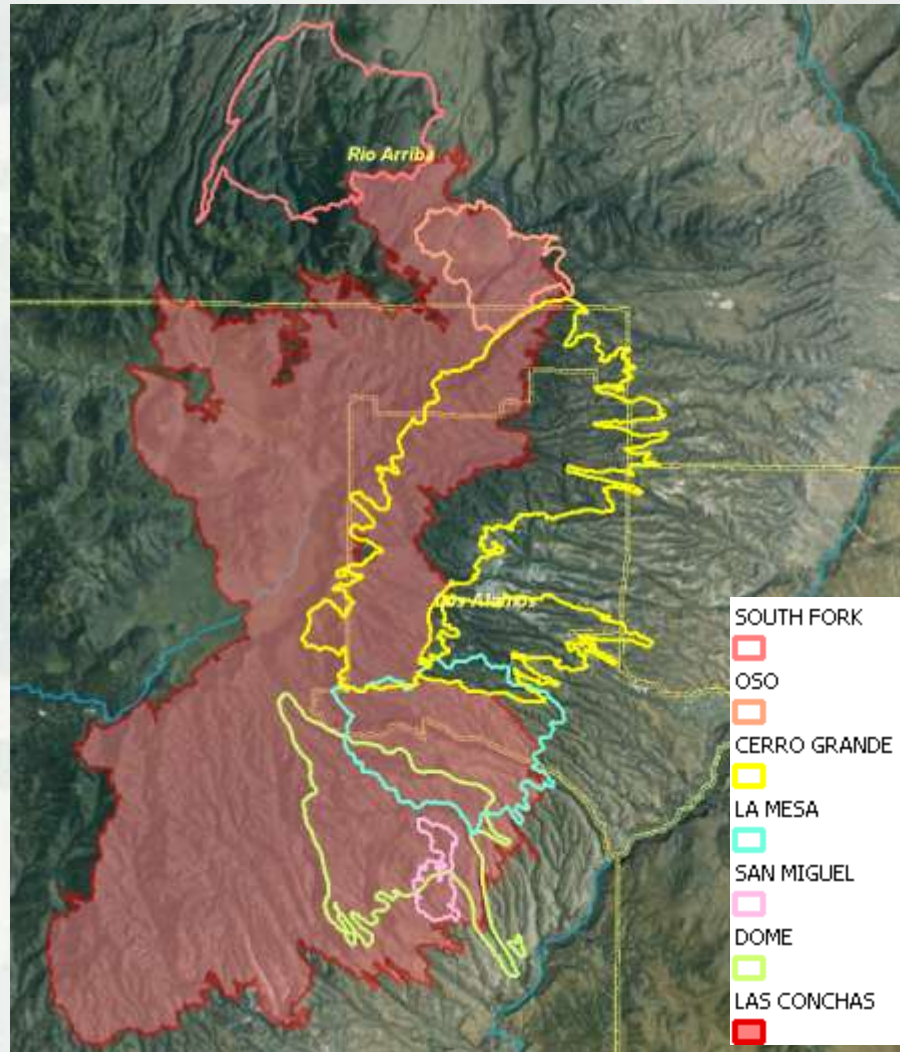 Rio Arriba
Los Alamos
SOUTH FORK
OSO
CERRO GRANDE
LA MESA
SAN MIGUEL
DOME
LAS CONCHAS